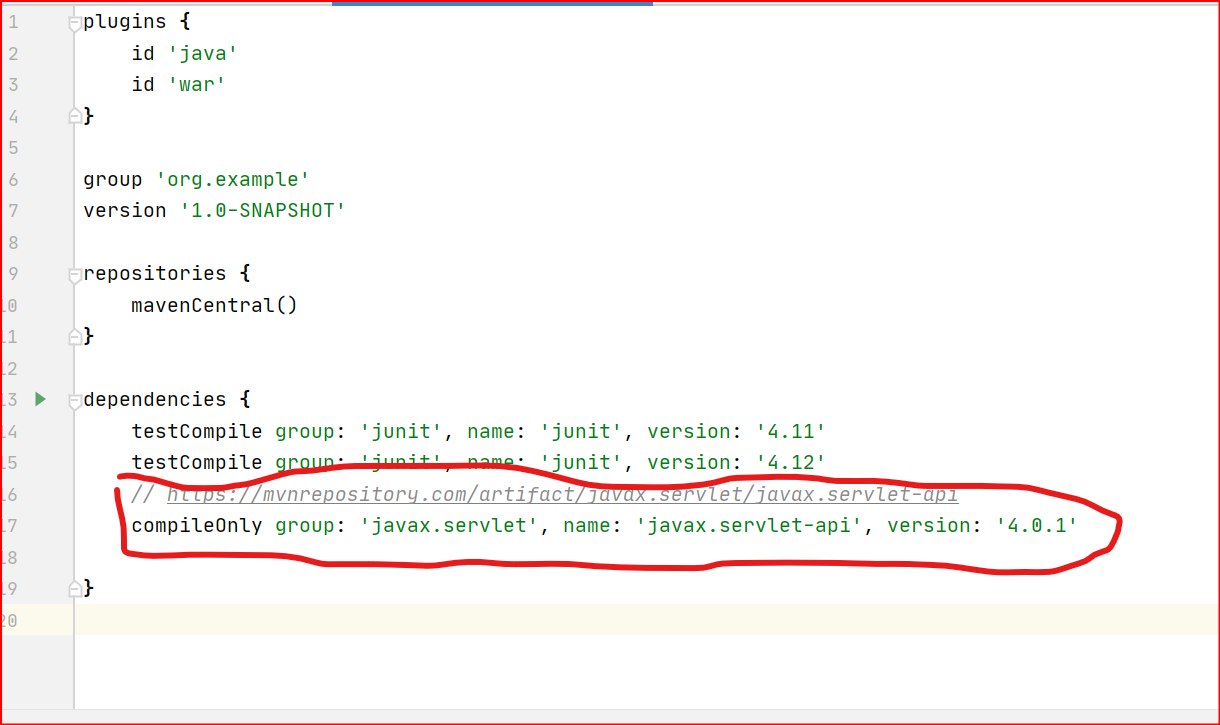 1 plugins {
2 id 'java'
3 id 'war'
4 }
5
6 group 'org.example'
7 version '1.0-SNAPSHOT'
8
9 repositories {
10 mavenCentral()
11 }
12
13 dependencies {
14 testCompile group: 'junit', name: 'junit', version: '4.11'
15 testCompile group: 'junit', name: 'junit', version: '4.12'
16 // https://mvnrepository.com/artifact/javax.servlet/javax.servlet-api
17 compileOnly group: 'javax.servlet', name: 'javax.servlet-api', version: '4.0.1'
18
19 }
20